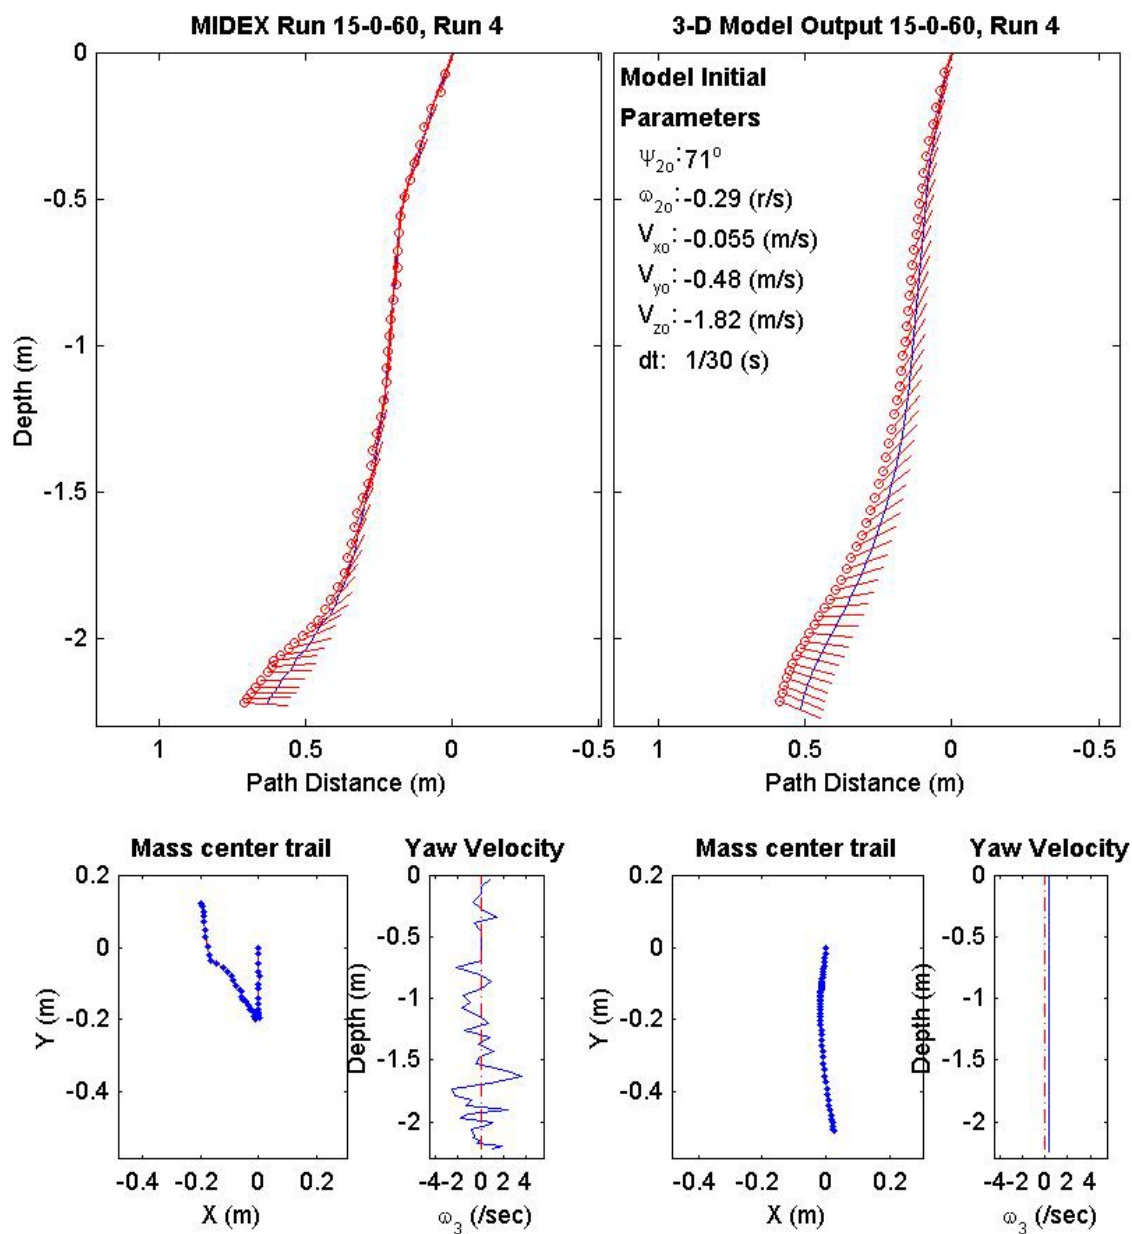 MIDEX Run 15-0-60, Run 4
3-D Model Output 15-0-60, Run 4
0
-0.5
-1
-1.5
-2
Depth (m)
1 0.5 0 -0.5
Path Distance (m)
Model Initial
Parameters
Ψ2o: 71o
ω2o: -0.29 (r/s)
Vxo: -0.055 (m/s)
Vyo: -0.48 (m/s)
Vzo: -1.82 (m/s)
dt: 1/30 (s)
1 0.5 0 -0.5
Path Distance (m)
Mass center trail
0.2
0
-0.2
-0.4
Y (m)
-0.4 -0.2 0 0.2
X (m)
Yaw Velocity
0
-0.5
-1
-1.5
-2
Depth (m)
-4 -2 0 2 4
ω3 (/sec)
Mass center trail
0.2
0
-0.2
-0.4
Y (m)
-0.4 -0.2 0 0.2
X (m)
Yaw Velocity
0
-0.5
-1
-1.5
-2
Depth (m)
-4 -2 0 2 4
ω3 (/sec)